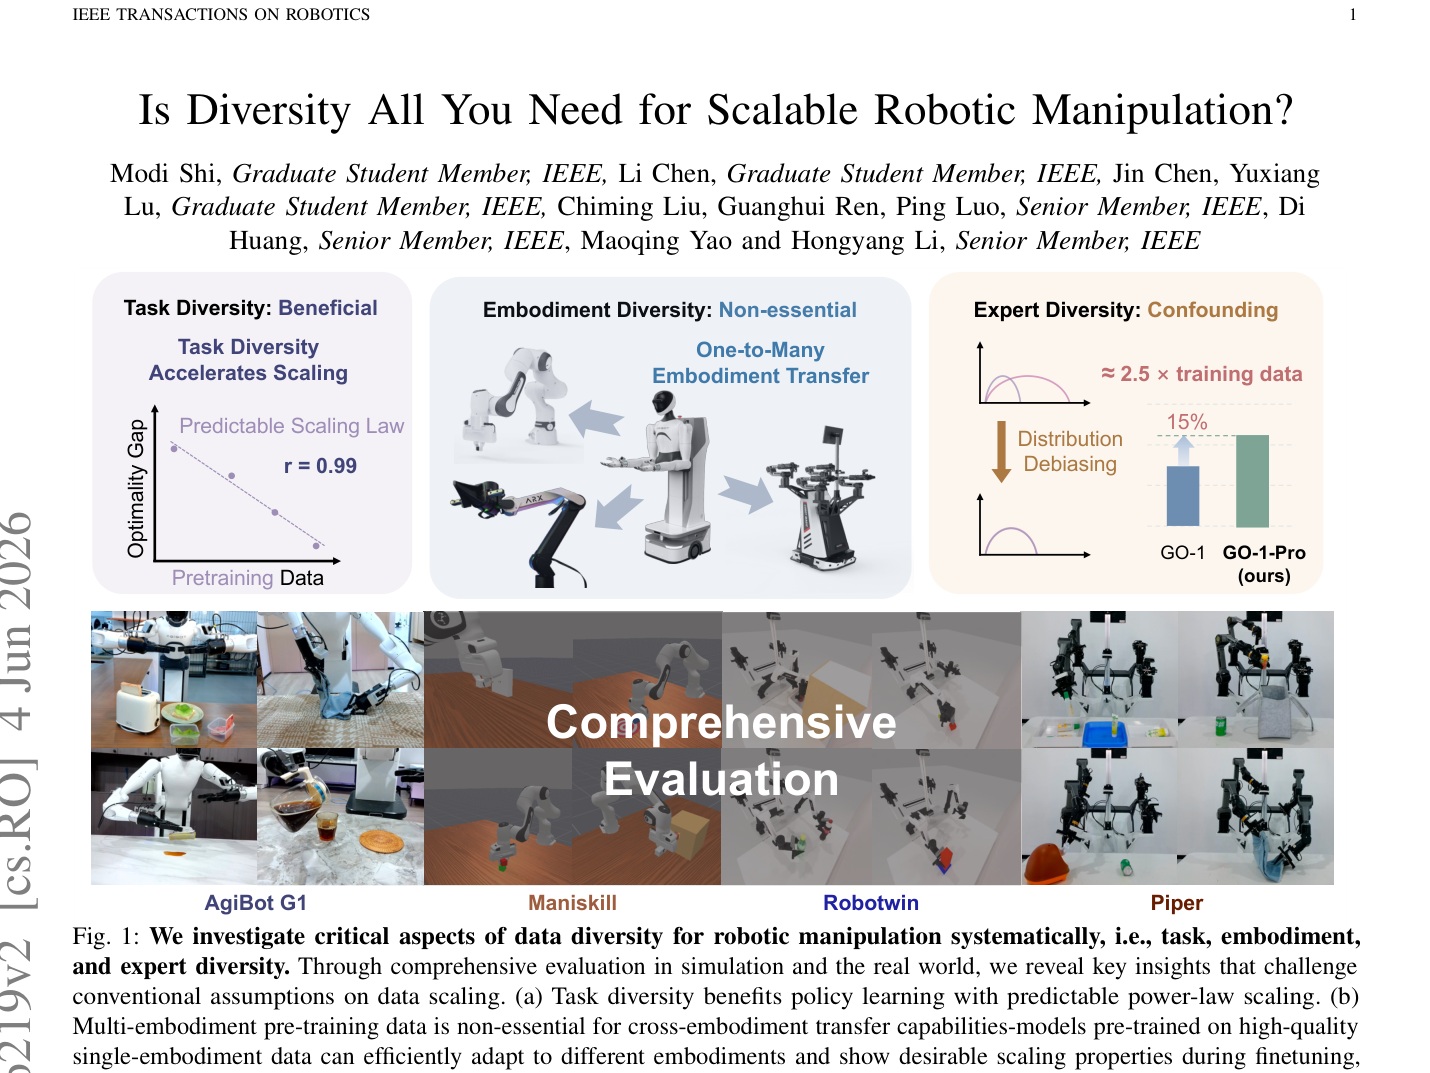 IEEE TRANSACTIONS ON ROBOTICS 1
Is Diversity All You Need for Scalable Robotic Manipulation?
Modi Shi, Graduate Student Member, IEEE, Li Chen, Graduate Student Member, IEEE, Jin Chen, Yuxiang
Lu, Graduate Student Member, IEEE, Chiming Liu, Guanghui Ren, Ping Luo, Senior Member, IEEE, Di
Huang, Senior Member, IEEE, Maoqing Yao and Hongyang Li, Senior Member, IEEE
Task Diversity: Beneficial
Task Diversity
Accelerates Scaling
Predictable Scaling Law
r = 0.99
Optimality Gap
Pretraining Data
Embodiment Diversity: Non-essential
One-to-Many
Embodiment Transfer
ARX
Expert Diversity: Confounding
≈ 2.5 × training data
15%
Distribution
Debiasing
GO-1 GO-1-Pro
(ours)
Comprehensive
Evaluation
AgiBot G1 Maniskill Robotwin Piper
Fig. 1: We investigate critical aspects of data diversity for robotic manipulation systematically, i.e., task, embodiment,
and expert diversity. Through comprehensive evaluation in simulation and the real world, we reveal key insights that challenge
conventional assumptions on data scaling. (a) Task diversity benefits policy learning with predictable power-law scaling. (b)
Multi-embodiment pre-training data is non-essential for cross-embodiment transfer capabilities-models pre-trained on high-quality
single-embodiment data can efficiently adapt to different embodiments and show desirable scaling properties during finetuning,
219v2 [cs.RO] 4 Jun 2026